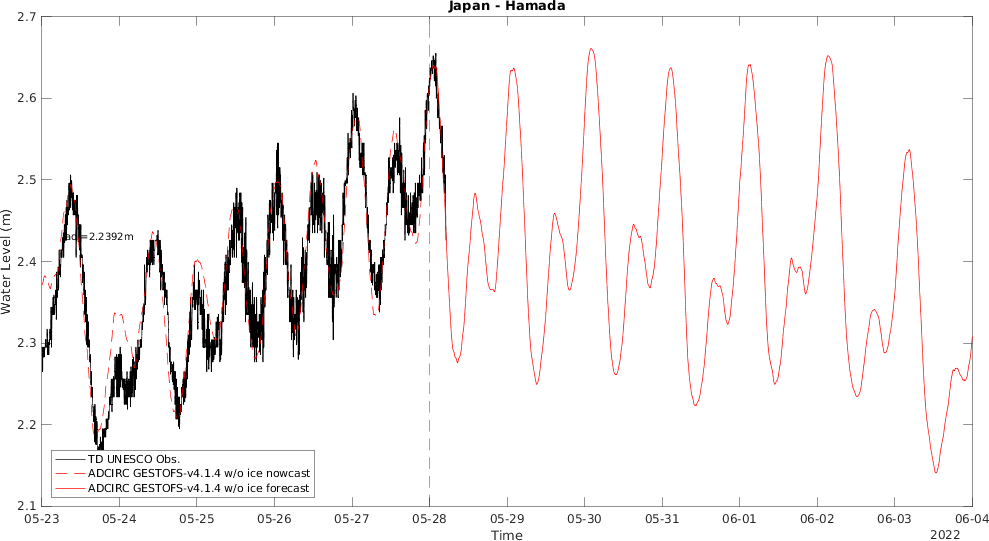 Japan - Hamada
2.7
2.6
2.5
2.4
2.3
2.2
2.1
Water Level (m)
=2.2392m
TD UNESCO Obs.
ADCIRC GESTOFS-v4.1.4 w/o ice nowcast
ADCIRC GESTOFS-v4.1.4 w/o ice forecast
05-23 05-24 05-25 05-26 05-27 05-28 05-29 05-30 05-31 06-01 06-02 06-03 06-04
Time
2022